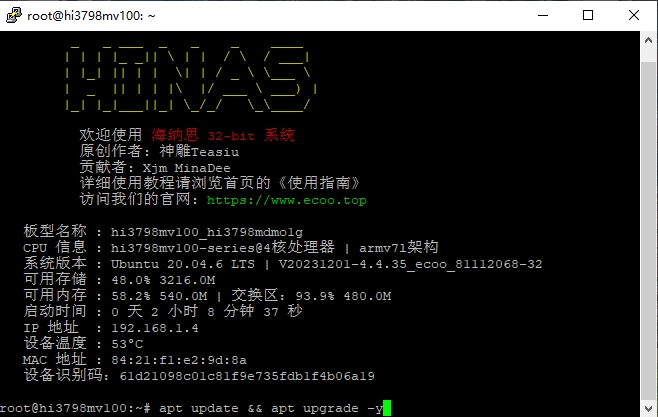 root@hi3798mv100: ~
HINAS
欢迎使用 海纳思 32-bit 系统
原创作者: 神雕Teasiu
贡献者: Xjm MinaDee
详细使用教程请浏览首页的《使用指南》
访问我们的官网: https://www.ecoo.top
板型名称 : hi3798mv100_hi3798mdmo1g
CPU 信息 : hi3798mv100-series@4核处理器 | armv7l架构
系统版本 : Ubuntu 20.04.6 LTS | V20231201-4.4.35_ecoo_81112068-32
可用存储 : 48.0% 3216.0M
可用内存 : 58.2% 540.0M | 交换区: 93.9% 480.0M
启动时间 : 0 天 2 小时 8 分钟 37 秒
IP 地址 : 192.168.1.4
设备温度 : 53°C
MAC 地址 : 84:21:f1:e2:9d:8a
设备识别码: 61d21098c01c81f9e735fdb1f4b06a19
root@hi3798mv100:~# apt update && apt upgrade -y